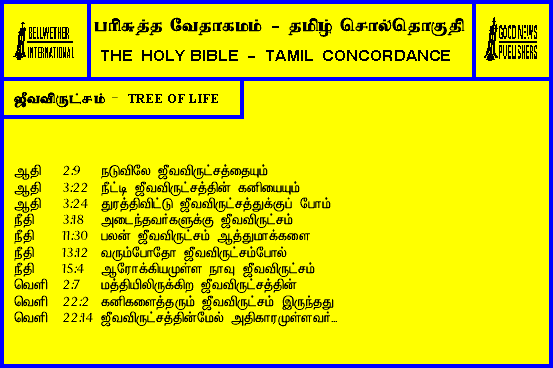 BELLWETHER
INTERNATIONAL
பரிசுத்த வேதாகமம் - தமிழ் சொல்தொகுதி
THE HOLY BIBLE - TAMIL CONCORDANCE
GOOD NEWS
PUBLISHERS
ஜீவவிருட்சம் - TREE OF LIFE
ஆதி 2:9 நடுவிலே ஜீவவிருட்சத்தையும்
ஆதி 3:22 நீட்டி ஜீவவிருட்சத்தின் கனியையும்
ஆதி 3:24 துரத்திவிட்டு ஜீவவிருட்சத்துக்குப் போம்
நீதி 3:18 அடைந்தவர்களுக்கு ஜீவவிருட்சம்
நீதி 11:30 பலன் ஜீவவிருட்சம் ஆத்துமாக்களை
நீதி 13:12 வரும்போதோ ஜீவவிருட்சம்போல்
நீதி 15:4 ஆரோக்கியமுள்ள நாவு ஜீவவிருட்சம்
வெளி 2:7 மத்தியிலிருக்கிற ஜீவவிருட்சத்தின்
வெளி 22:2 கனிகளைத்தரும் ஜீவவிருட்சம் இருந்தது
வெளி 22:14 ஜீவவிருட்சத்தின்மேல் அதிகாரமுள்ளவர்...